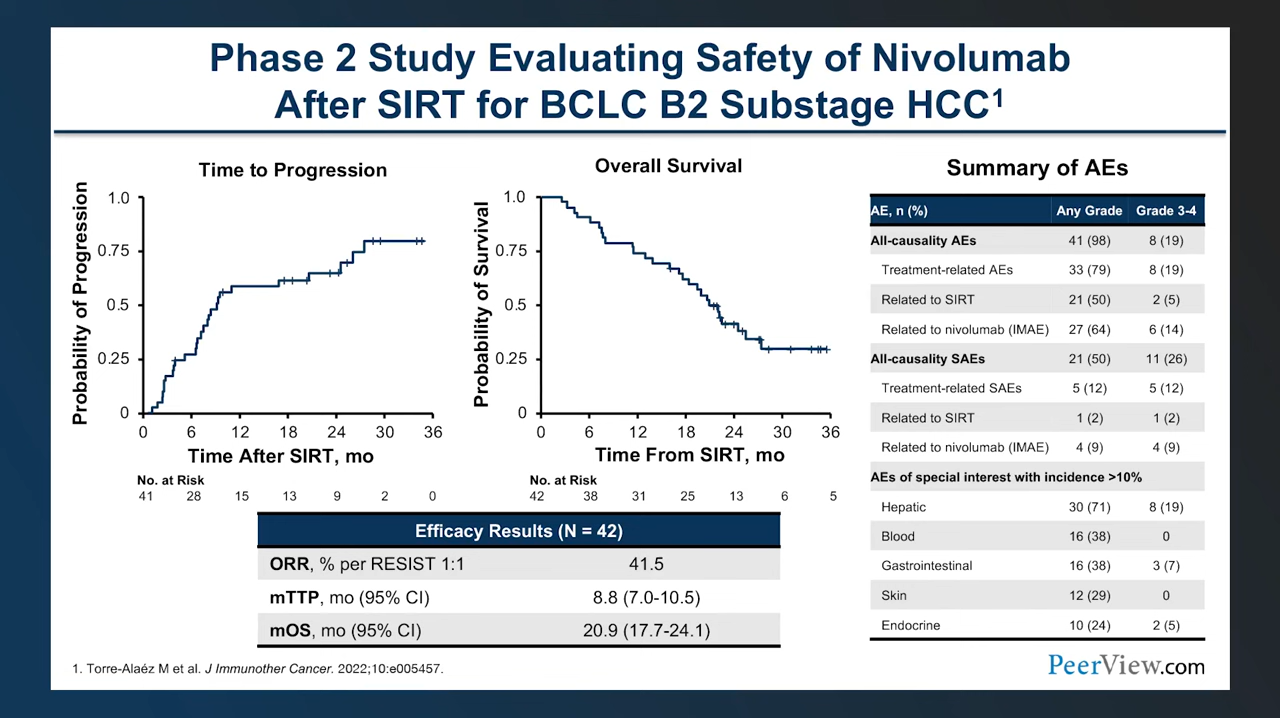 Phase 2 Study Evaluating Safety of Nivolumab
After SIRT for BCLC B2 Substage HCC1
Time to Progression
Probability of Progression
1.0
0.75
0.5
0.25
0
0 6 12 18 24 30 36
Time After SIRT, mo
No. at Risk
41 28 15 13 9 2 0
Overall Survival
Probability of Survival
1.0
0.75
0.5
0.25
0
0 6 12 18 24 30 36
Time From SIRT, mo
No. at Risk
42 38 31 25 13 6 5
Efficacy Results (N = 42)
ORR, % per RESIST 1:1 41.5
mTTP, mo (95% CI) 8.8 (7.0-10.5)
mOS, mo (95% CI) 20.9 (17.7-24.1)
Summary of AEs
AE, n (%) Any Grade Grade 3-4
All-causality AEs 41 (98) 8 (19)
Treatment-related AEs 33 (79) 8 (19)
Related to SIRT 21 (50) 2 (5)
Related to nivolumab (IMAE) 27 (64) 6 (14)
All-causality SAEs 21 (50) 11 (26)
Treatment-related SAEs 5 (12) 5 (12)
Related to SIRT 1 (2) 1 (2)
Related to nivolumab (IMAE) 4 (9) 4 (9)
AEs of special interest with incidence >10%
Hepatic 30 (71) 8 (19)
Blood 16 (38) 0
Gastrointestinal 16 (38) 3 (7)
Skin 12 (29) 0
Endocrine 10 (24) 2 (5)
1. Torre-Alaéz M et al. J Immunother Cancer. 2022;10:e005457.
PeerView.com